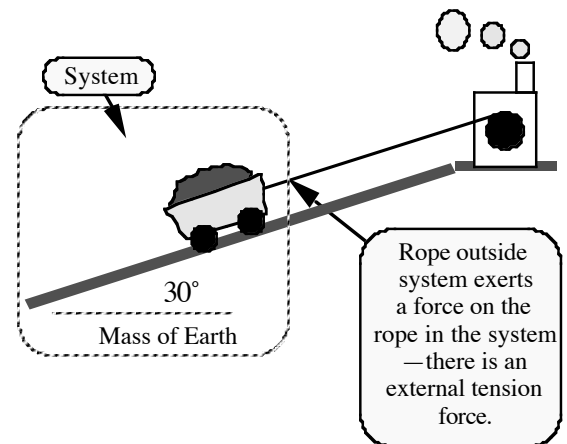 System
30°
Mass of Earth
Rope outside
system exerts
a force on the
rope in the system
—there is an
external tension
force.